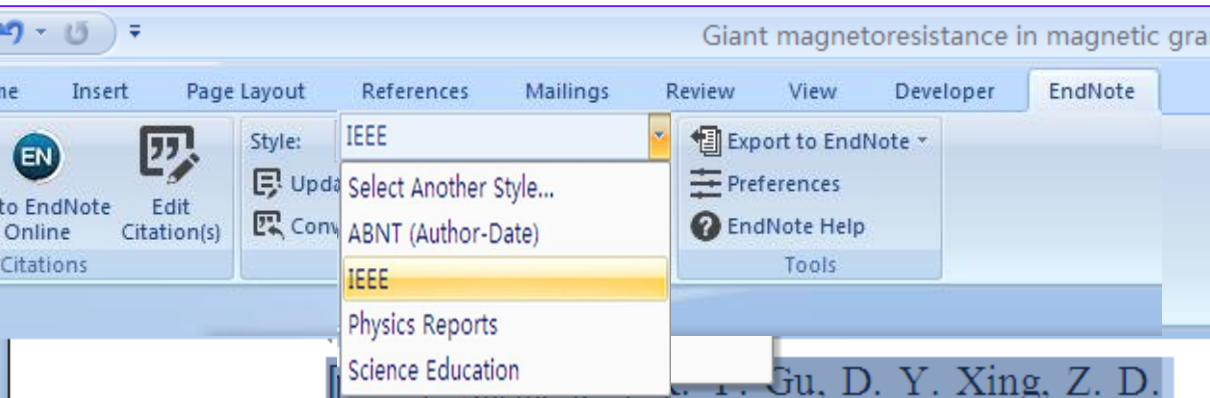 Giant magnetoresistance in magnetic gra
me Insert Page Layout References Mailings Review View Developer EndNote
EN
to EndNote Online
Edit Citation(s)
Citations
Style: IEEE
Upda
Conv
Select Another Style...
ABNT (Author-Date)
IEEE
Physics Reports
Science Education
Export to EndNote
Preferences
EndNote Help
Tools
Gu, D. Y. Xing, Z. D.